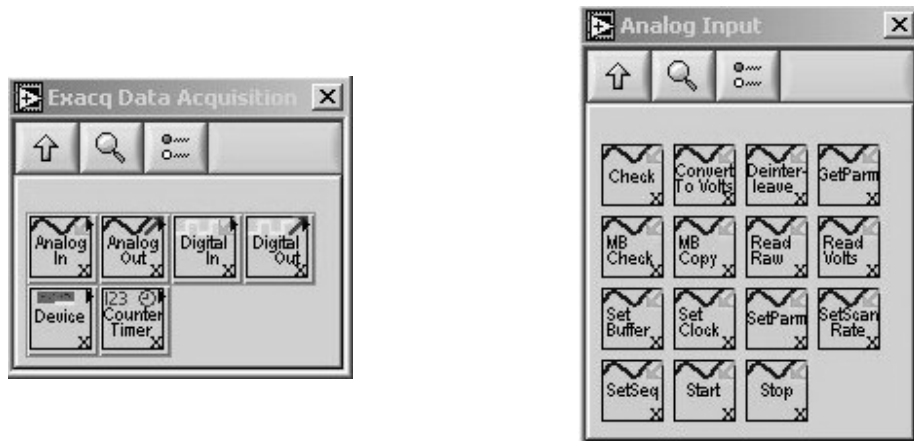 Exacq Data Acquisition
Analog In
Analog Out
Digital In
Digital Out
Device
123 Counter Timer
Analog Input
Check
Convert To Volts
Deinter-leave
GetParm
MB Check
MB Copy
Read Raw
Read Volts
Set Buffer
Set Clock
SetParm
SetScan Rate
SetSeq
Start
Stop